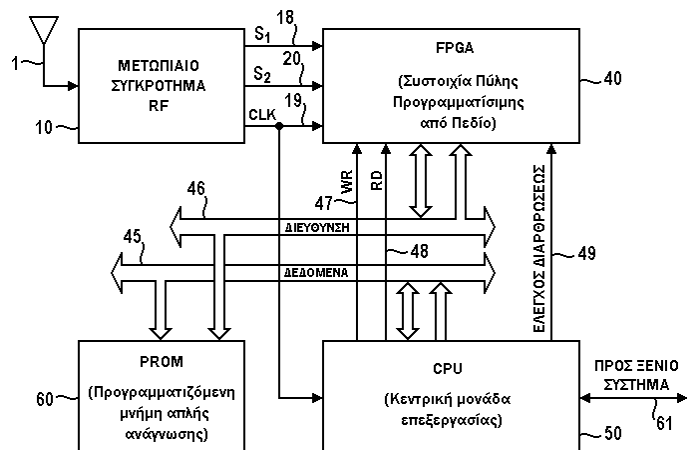 1
ΜΕΤΩΠΙΑΙΟ
ΣΥΓΚΡΟΤΗΜΑ
RF
10
S1
18
S2
20
CLK
19
FPGA
(Συστοιχία Πύλης
Προγραμματίσιμης
από Πεδίο)
40
WR
47
RD
48
46
ΔΙΕΥΘΥΝΣΗ
45
ΔΕΔΟΜΕΝΑ
ΕΛΕΓΧΟΣ ΔΙΑΡΘΡΩΣΕΩΣ
49
PROM
(Προγραμματιζόμενη
μνήμη απλής
ανάγνωσης)
60
CPU
(Κεντρική μονάδα
επεξεργασίας)
50
ΠΡΟΣ ΞΕΝΙΟ
ΣΥΣΤΗΜΑ
61